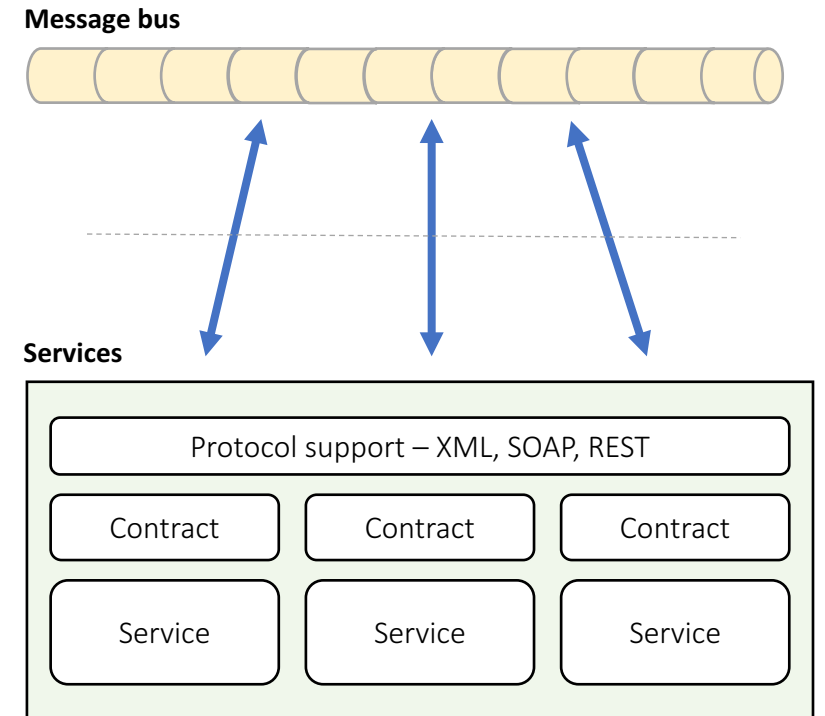 Message bus
Services
Protocol support – XML, SOAP, REST
Contract
Contract
Contract
Service
Service
Service